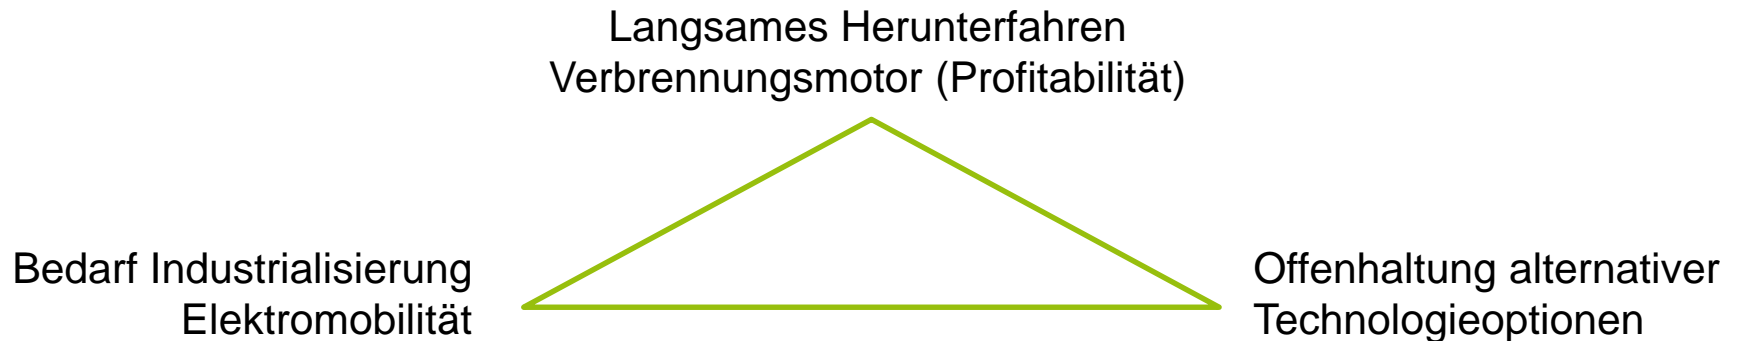 Langsames Herunterfahren
Verbrennungsmotor (Profitabilität)
Bedarf Industrialisierung
Elektromobilität
Offenhaltung alternativer
Technologieoptionen